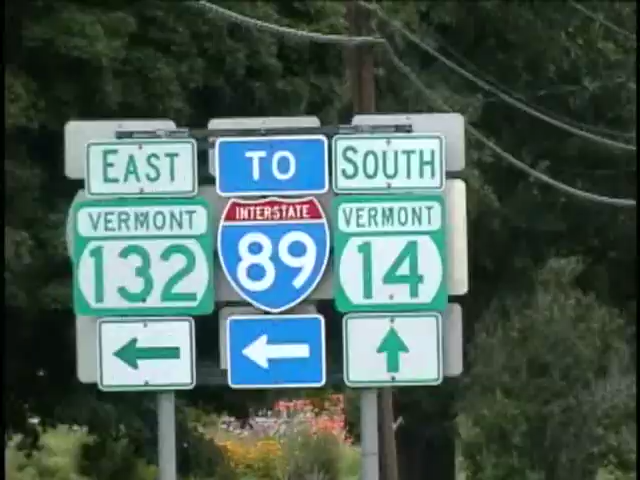 EAST
VERMONT
132
TO
INTERSTATE
89
SOUTH
VERMONT
14